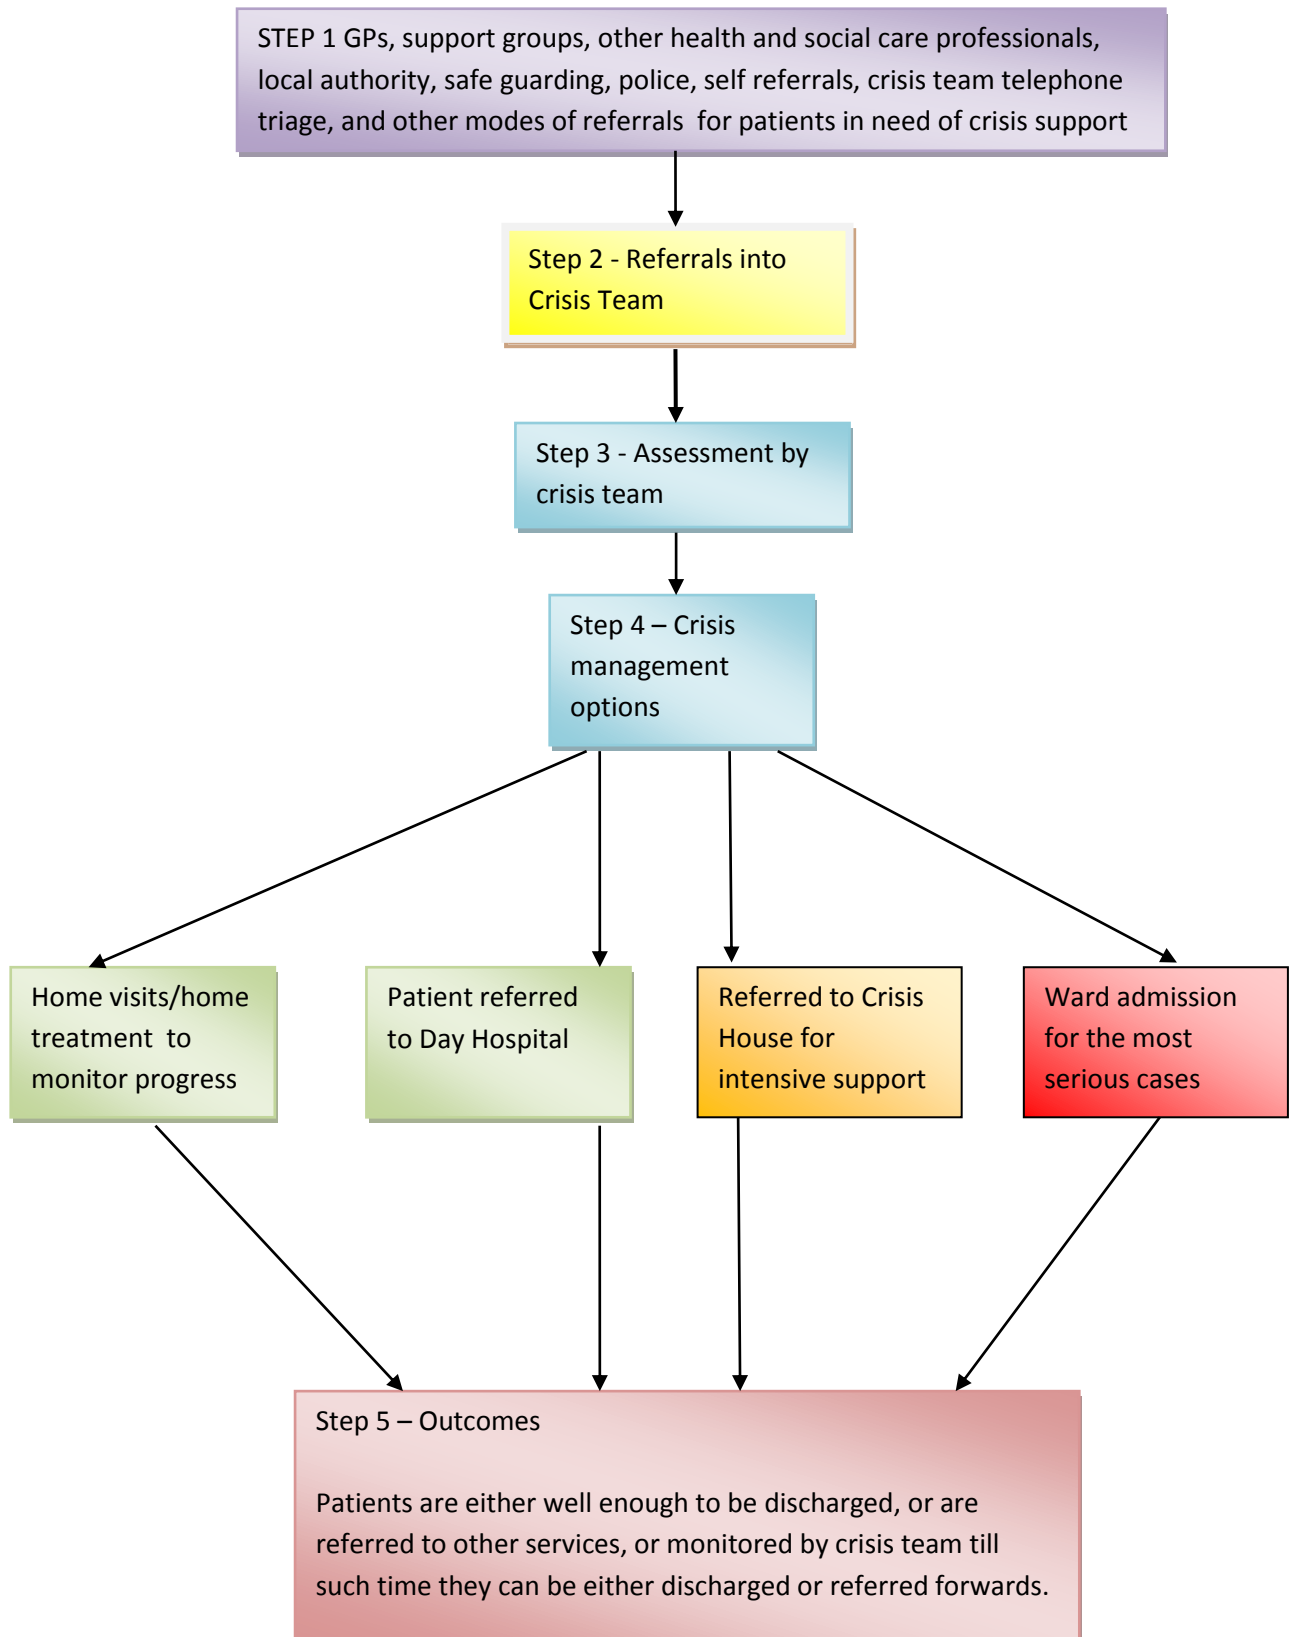 STEP 1 GPs, support groups, other health and social care professionals,
local authority, safe guarding, police, self referrals, crisis team telephone
triage, and other modes of referrals for patients in need of crisis support
Step 2 - Referrals into
Crisis Team
Step 3 - Assessment by
crisis team
Step 4 – Crisis
management
options
Home visits/home
treatment to
monitor progress
Patient referred
to Day Hospital
Referred to Crisis
House for
intensive support
Ward admission
for the most
serious cases
Step 5 – Outcomes
Patients are either well enough to be discharged, or are
referred to other services, or monitored by crisis team till
such time they can be either discharged or referred forwards.